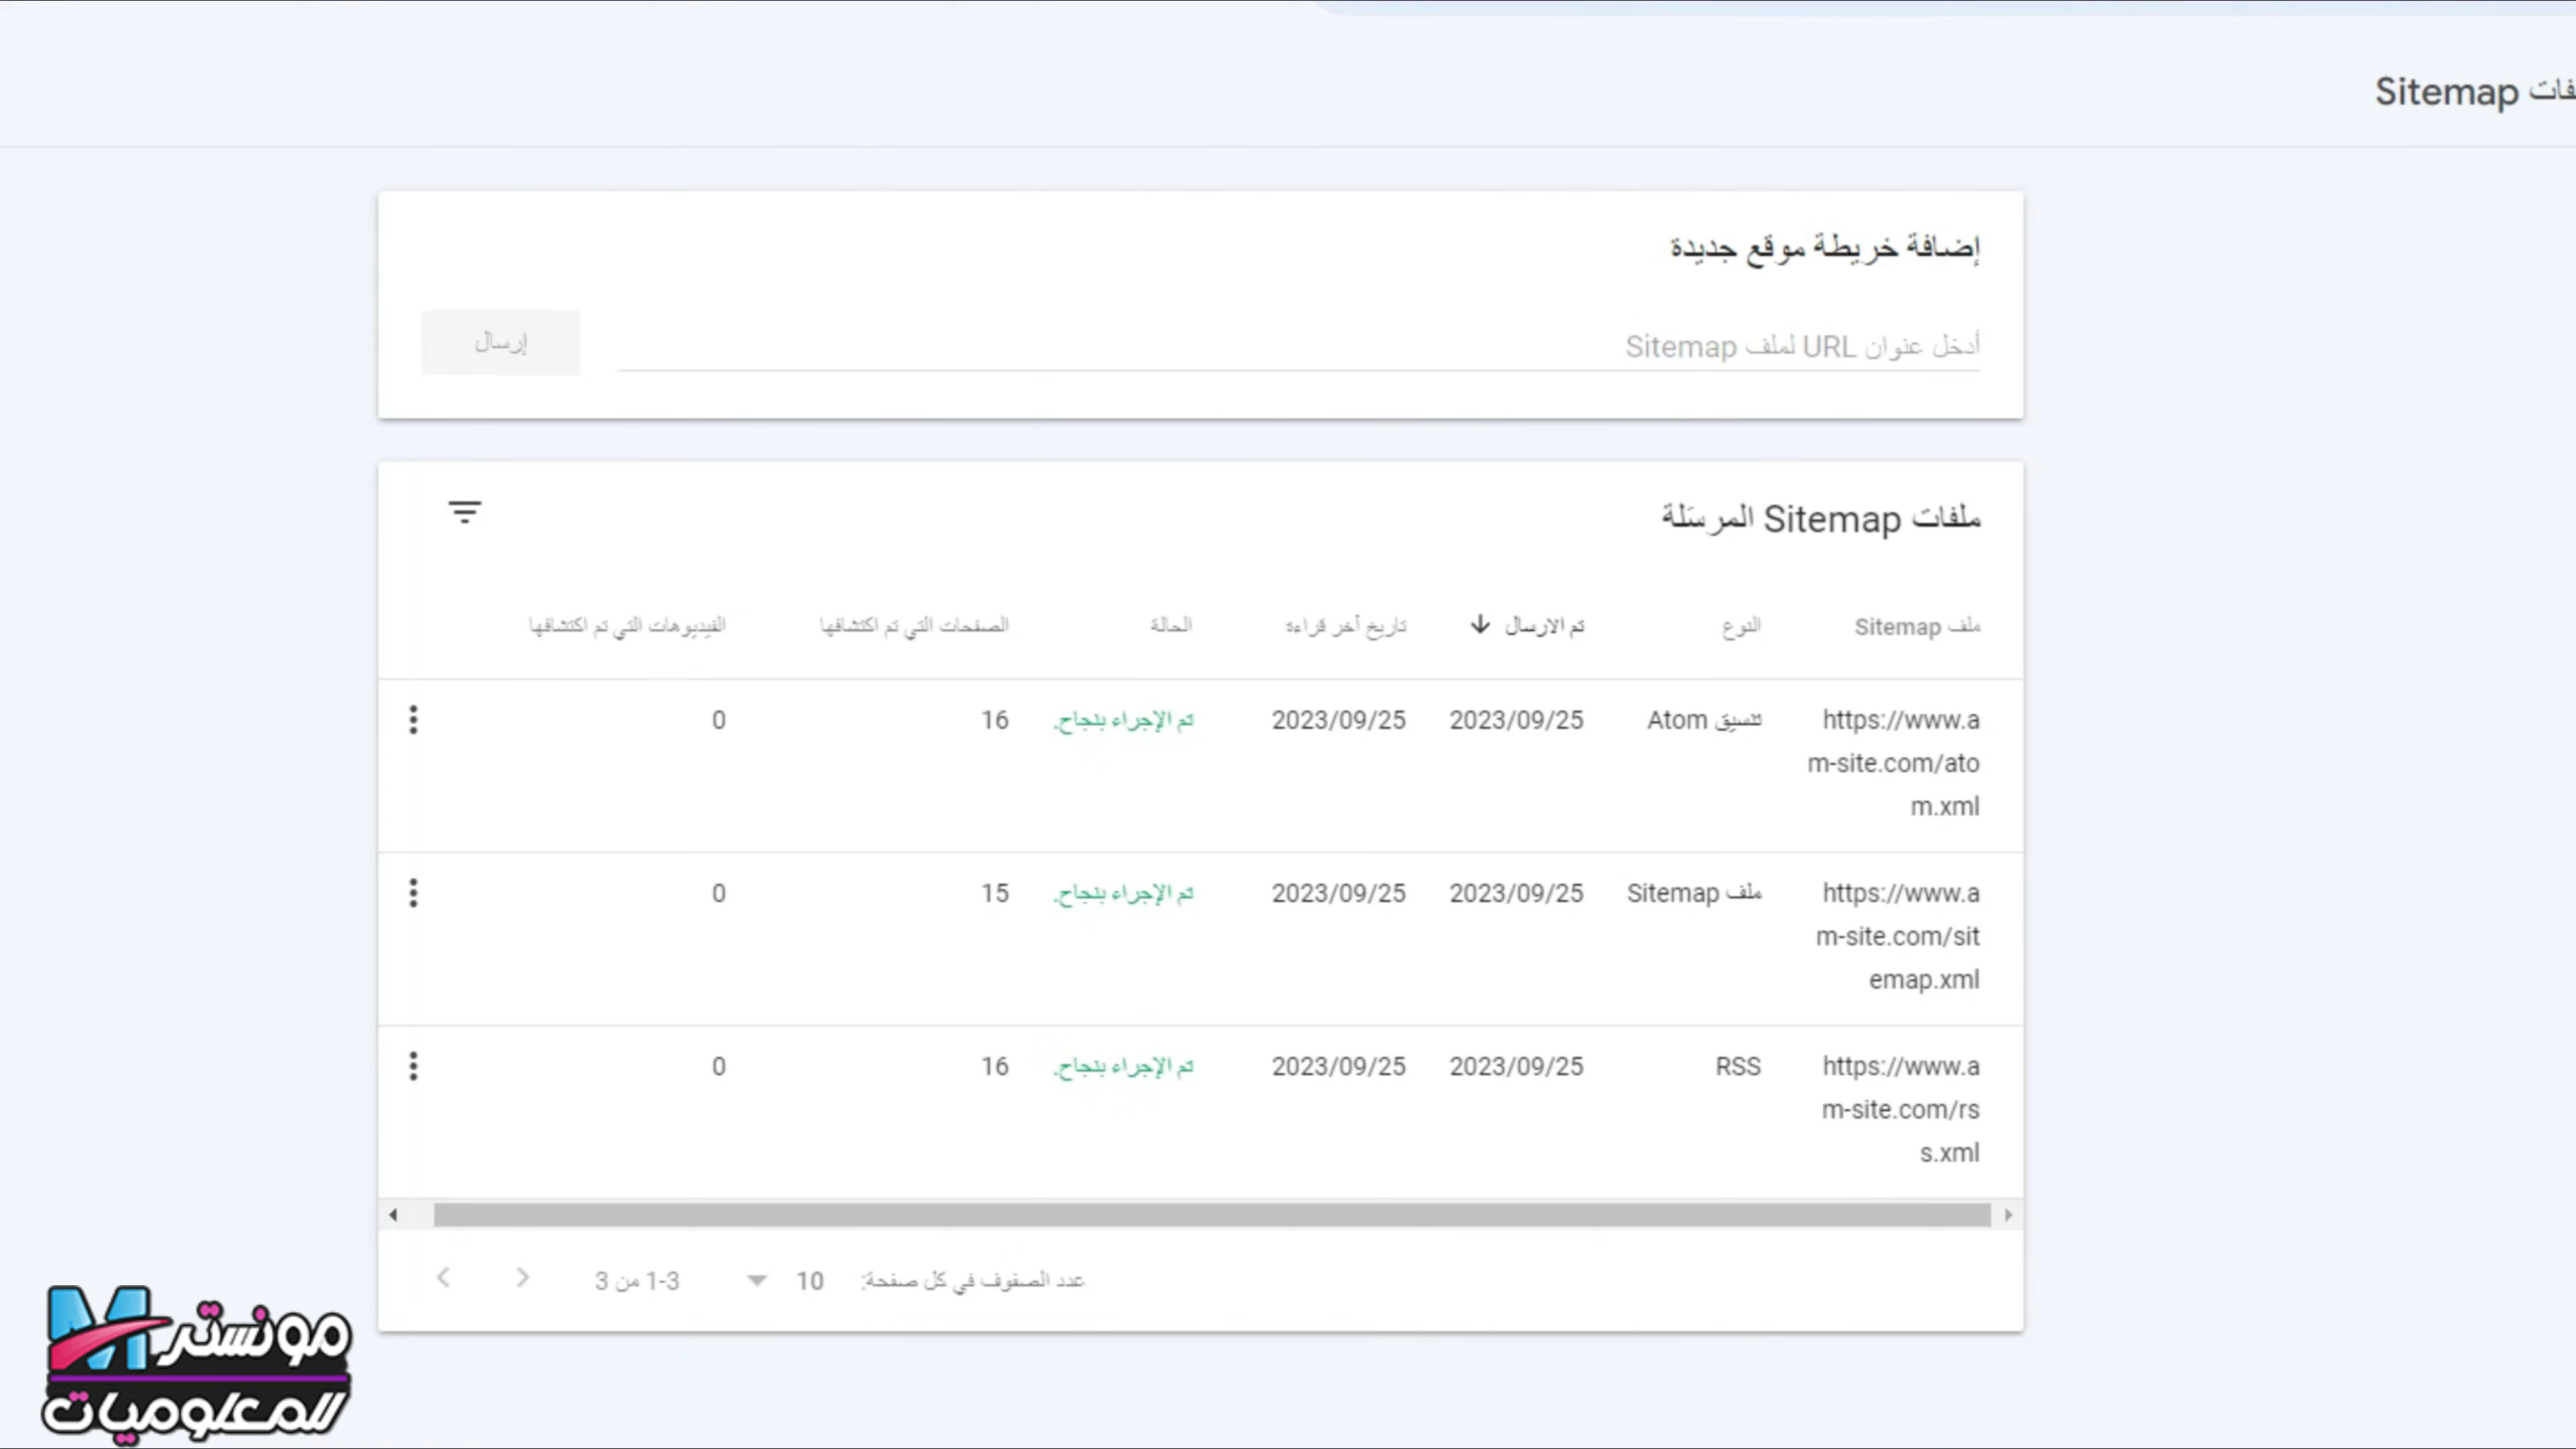 Sitemap
إضافة خريطة موقع جديدة
أدخل عنوان URL لملف Sitemap
إرسال
ملفات Sitemap المرسَلة
ملف Sitemap النوع تم الارسال تاريخ آخر قراءة الحالة الصفحات التي تم اكتشافها الفيديوهات التي تم اكتشافها
https://www.a تنسيق Atom 2023/09/25 2023/09/25 تم الإجراء بنجاح. 16 0
m-site.com/ato
m.xml
https://www.a ملف Sitemap 2023/09/25 2023/09/25 تم الإجراء بنجاح. 15 0
m-site.com/sit
emap.xml
https://www.a RSS 2023/09/25 2023/09/25 تم الإجراء بنجاح. 16 0
m-site.com/rs
s.xml
عدد الصفوف في كل صفحة: 10 1-3 من 3
مونستر
للمعلوميات